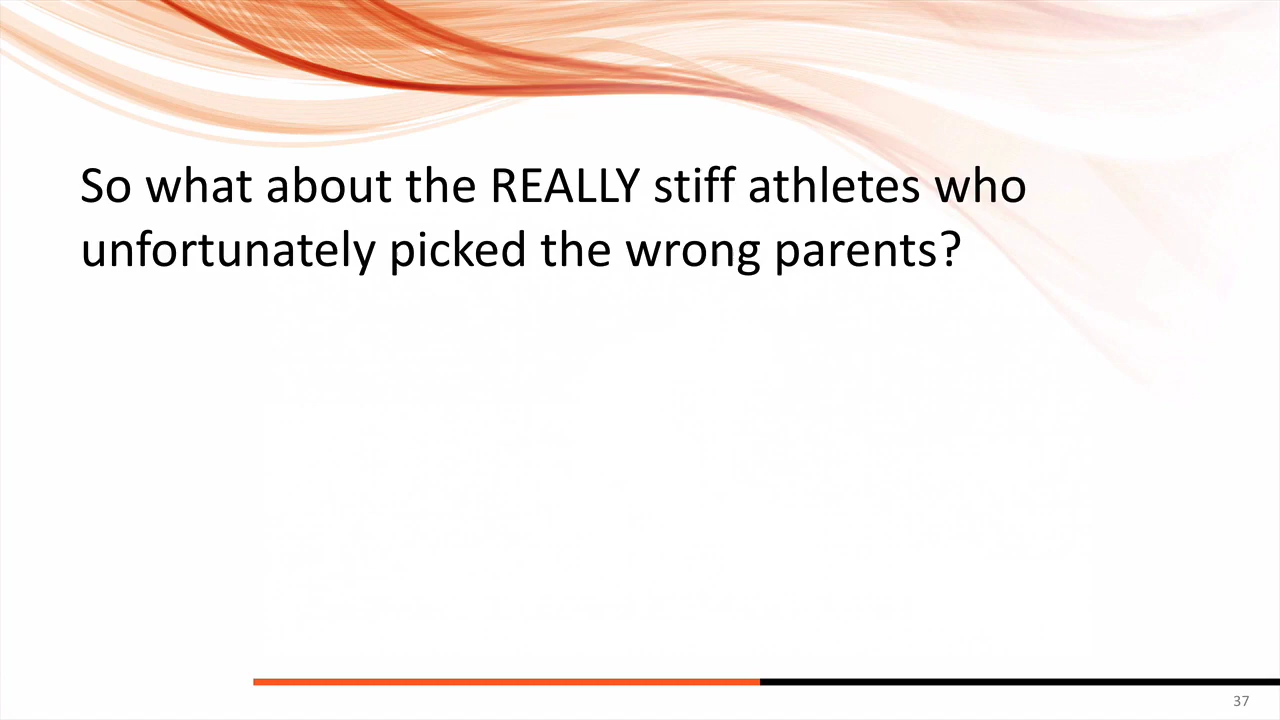 So what about the REALLY stiff athletes who
unfortunately picked the wrong parents?
37